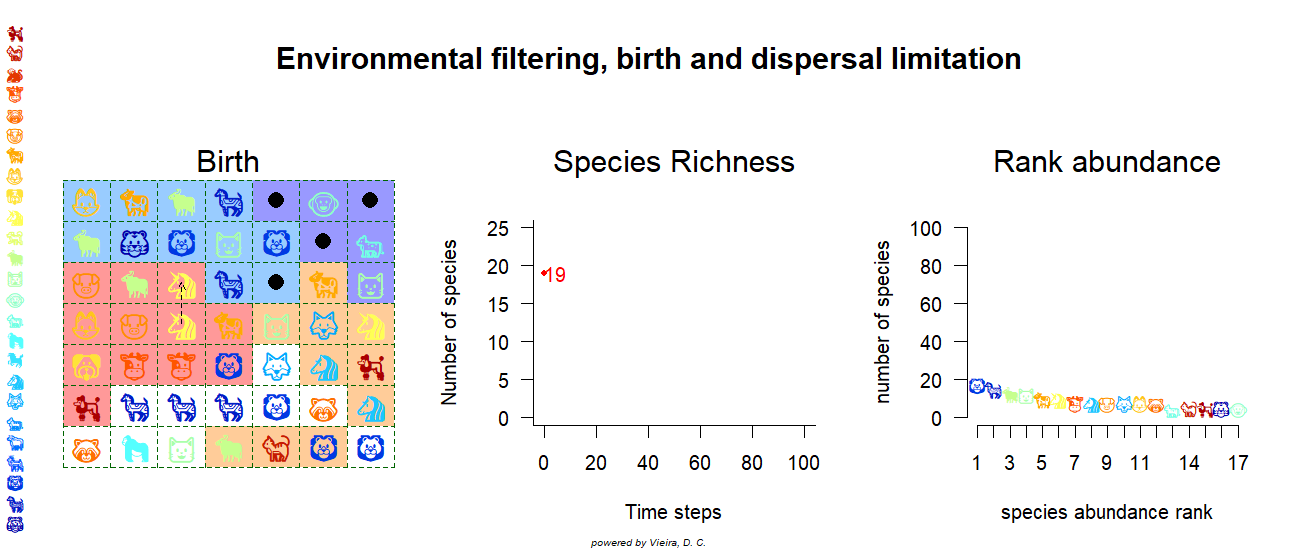 Environmental filtering, birth and dispersal limitation
Birth
Species Richness
Rank abundance
Number of species
25
20
15
10
5
0
19
0 20 40 60 80 100
Time steps
number of species
100
80
60
40
20
0
1 3 5 7 9 11 14 17
species abundance rank
powered by Vieira, D. C.